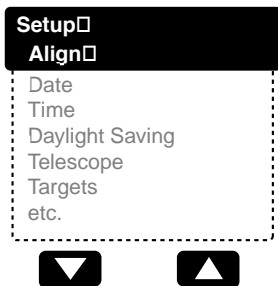 Setup
Align
Date
Time
Daylight Saving
Telescope
Targets
etc.